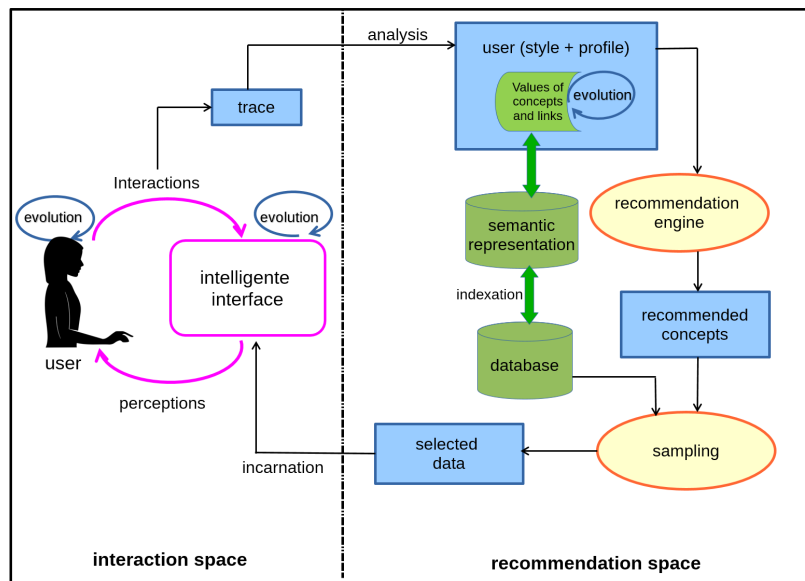 analysis
user (style + profile)
Values of
concepts
and links
evolution
trace
Interactions
evolution
evolution
intelligente
interface
user
perceptions
semantic
representation
recommendation
engine
indexation
recommended
concepts
database
selected
data
sampling
incarnation
interaction space
recommendation space